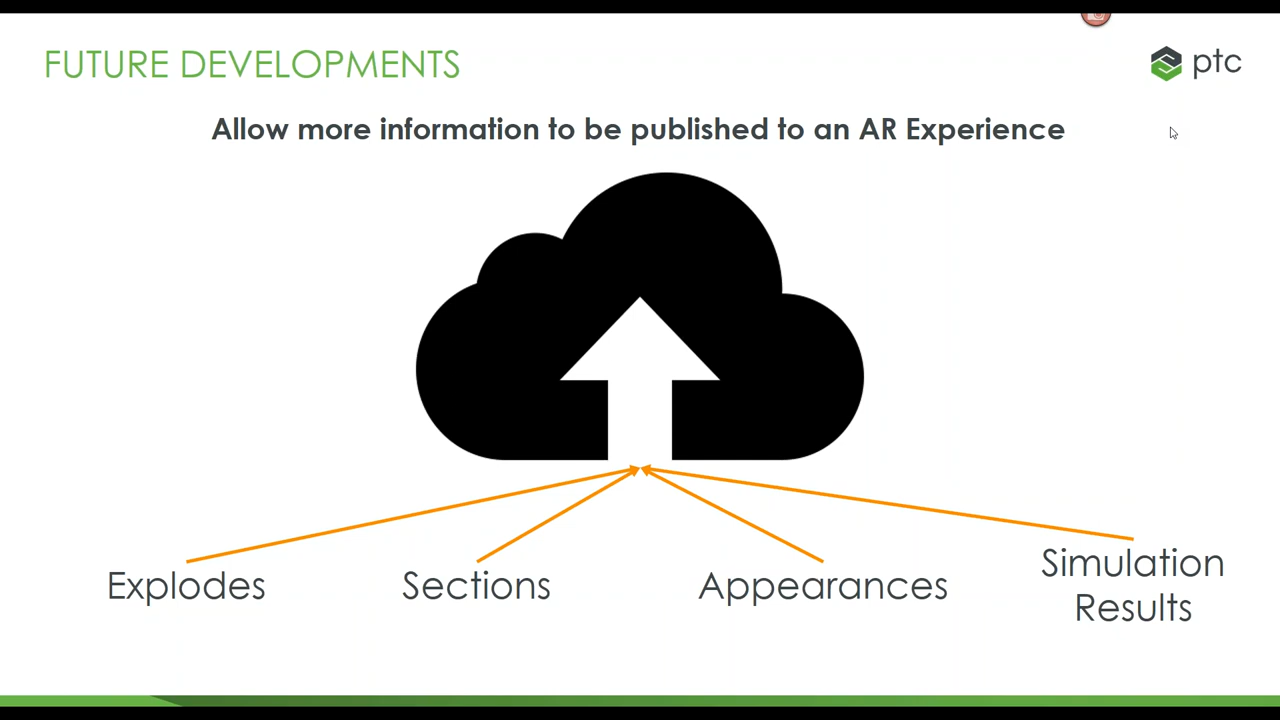 FUTURE DEVELOPMENTS
ptc
Allow more information to be published to an AR Experience
Explodes
Sections
Appearances
Simulation
Results